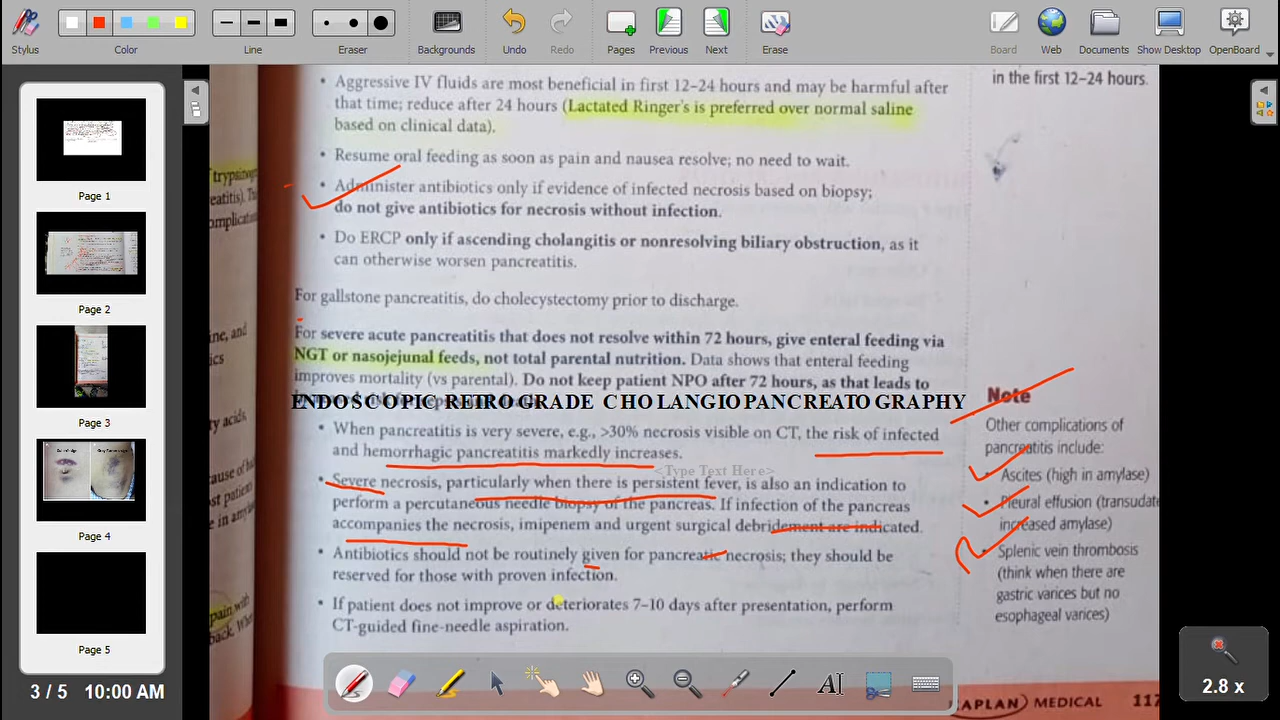 Stylus
Color
Line
Eraser
Backgrounds
Undo
Redo
Pages
Previous
Next
Erase
Board
Web
Documents
Show Desktop
OpenBoard
Page 1
Page 2
Page 3
Page 4
Page 5
3 / 5 10:00 AM
• Aggressive IV fluids are most beneficial in first 12–24 hours and may be harmful after
that time; reduce after 24 hours (Lactated Ringer's is preferred over normal saline
based on clinical data).
• Resume oral feeding as soon as pain and nausea resolve; no need to wait.
• Administer antibiotics only if evidence of infected necrosis based on biopsy;
do not give antibiotics for necrosis without infection.
• Do ERCP only if ascending cholangitis or nonresolving biliary obstruction, as it
can otherwise worsen pancreatitis.
For gallstone pancreatitis, do cholecystectomy prior to discharge.
For severe acute pancreatitis that does not resolve within 72 hours, give enteral feeding via
NGT or nasojejunal feeds, not total parental nutrition. Data shows that enteral feeding
improves mortality (vs parental). Do not keep patient NPO after 72 hours, as that leads to
ENDOSCOPIC RETROGRADE CHOLANGIOPANCREATOGRAPHY
• When pancreatitis is very severe, e.g., >30% necrosis visible on CT, the risk of infected
and hemorrhagic pancreatitis markedly increases.
<Type Text Here>
• Severe necrosis, particularly when there is persistent fever, is also an indication to
perform a percutaneous needle biopsy of the pancreas. If infection of the pancreas
accompanies the necrosis, imipenem and urgent surgical debridement are indicated.
• Antibiotics should not be routinely given for pancreatic necrosis; they should be
reserved for those with proven infection.
• If patient does not improve or deteriorates 7–10 days after presentation, perform
CT-guided fine-needle aspiration.
in the first 12–24 hours.
Note
Other complications of
pancreatitis include:
• Ascites (high in amylase)
• Pleural effusion (transudate
increased amylase)
• Splenic vein thrombosis
(think when there are
gastric varices but no
esophageal varices)
KAPLAN MEDICAL 117
2.8 x